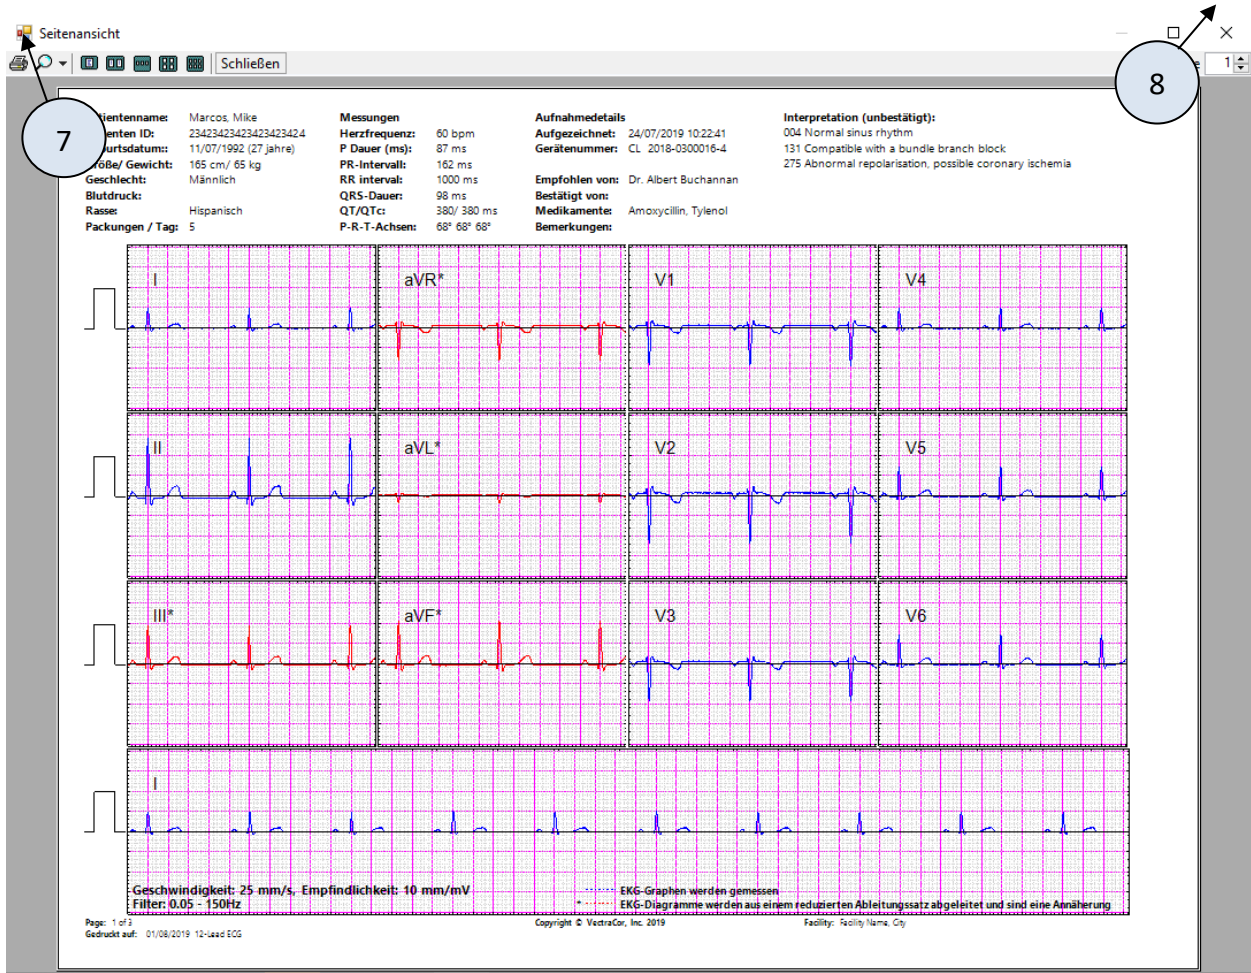 Seitenansicht
Schließen
1
8
7
Patientenname: Marcos, Mike
Patienten ID: 23423423423423423424
Geburtsdatum:: 11/07/1992 (27 jahre)
Größe/ Gewicht: 165 cm/ 65 kg
Geschlecht: Männlich
Blutdruck:
Rasse: Hispanisch
Packungen / Tag: 5
Messungen
Herzfrequenz: 60 bpm
P Dauer (ms): 87 ms
PR-Intervall: 162 ms
RR interval: 1000 ms
QRS-Dauer: 98 ms
QT/QTc: 380/ 380 ms
P-R-T-Achsen: 68° 68° 68°
Aufnahmedetails
Aufgezeichnet: 24/07/2019 10:22:41
Gerätenummer: CL 2018-0300016-4
Empfohlen von: Dr. Albert Buchannan
Bestätigt von:
Medikamente: Amoxycillin, Tylenol
Bemerkungen:
Interpretation (unbestätigt):
004 Normal sinus rhythm
131 Compatible with a bundle branch block
275 Abnormal repolarisation, possible coronary ischemia
I aVR* V1 V4
II aVL* V2 V5
III* aVF* V3 V6
I
Geschwindigkeit: 25 mm/s, Empfindlichkeit: 10 mm/mV
Filter: 0.05 - 150Hz
EKG-Graphen werden gemessen
* EKG-Diagramme werden aus einem reduzierten Ableitungssatz abgeleitet und sind eine Annäherung
Page: 1 of 3
Gedruckt auf: 01/08/2019 12-Lead ECG
Copyright © VectraCor, Inc. 2019
Facility: Facility Name, City